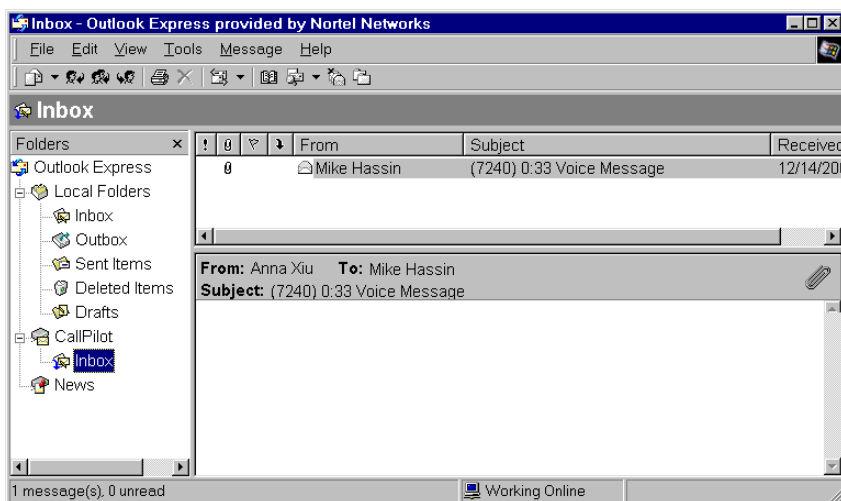 Inbox - Outlook Express provided by Nortel Networks
File Edit View Tools Message Help
Inbox
Folders x
! From Subject Received
Outlook Express
Mike Hassin (7240) 0:33 Voice Message 12/14/20
Local Folders
Inbox
Outbox
Sent Items
Deleted Items
Drafts
CallPilot
Inbox
News
From: Anna Xiu To: Mike Hassin
Subject: (7240) 0:33 Voice Message
1 message(s), 0 unread Working Online